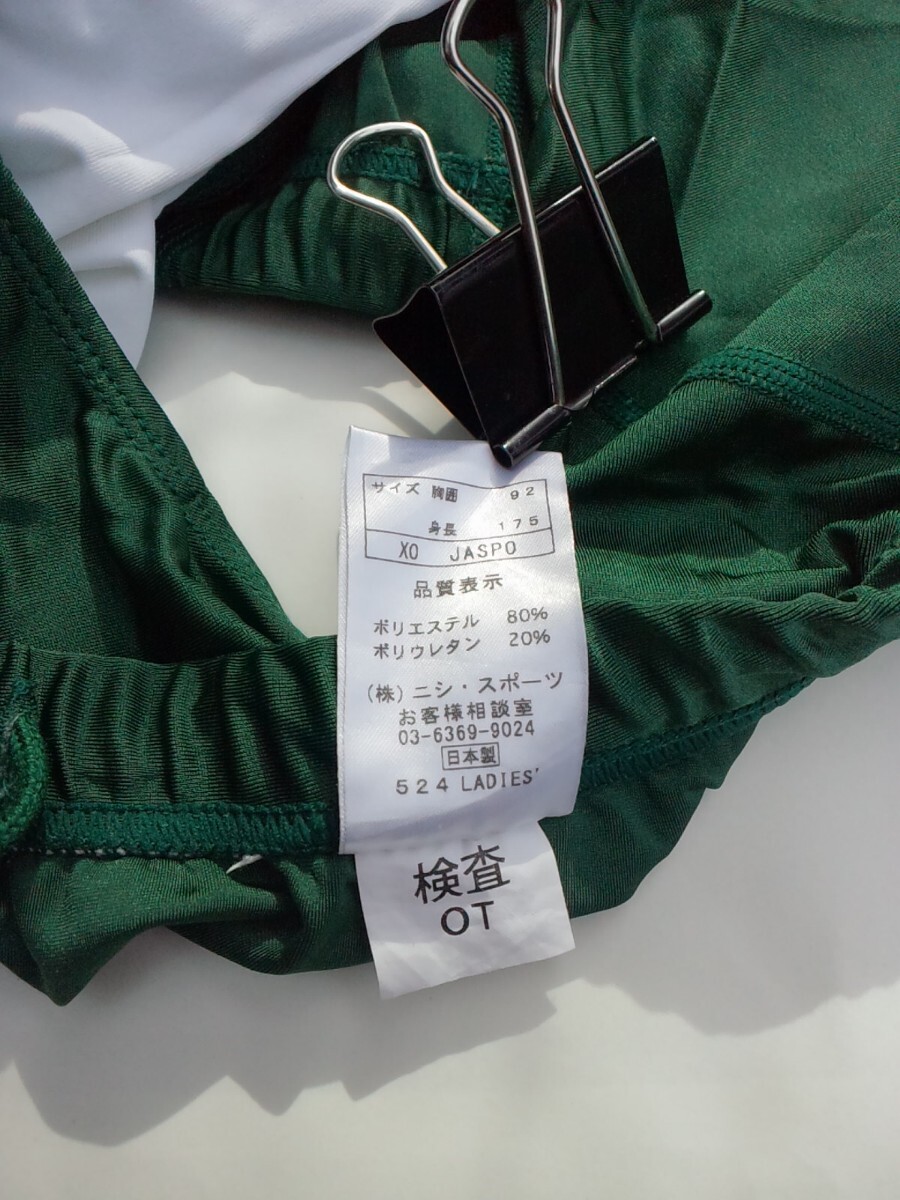 サイズ 胸囲 92
身長 175
XO JASPO
品質表示
ポリエステル 80%
ポリウレタン 20%
(株)ニシ・スポーツ
お客様相談室
03-6369-9024
日本製
524 LADIES'
検査
OT